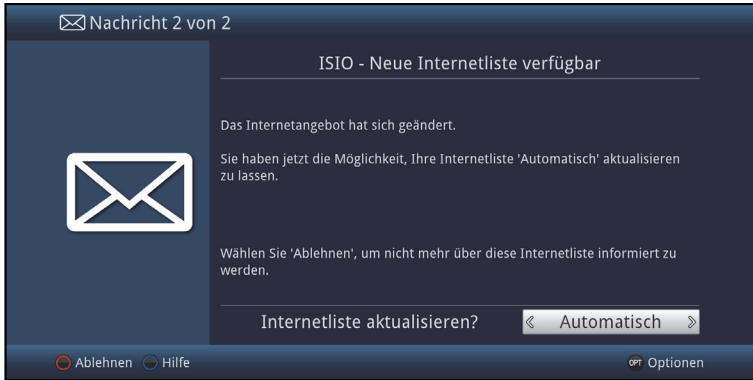 Nachricht 2 von 2
ISIO - Neue Internetliste verfügbar
Das Internetangebot hat sich geändert.
Sie haben jetzt die Möglichkeit, Ihre Internetliste 'Automatisch' aktualisieren
zu lassen.
Wählen Sie 'Ablehnen', um nicht mehr über diese Internetliste informiert zu
werden.
Internetliste aktualisieren? « Automatisch »
Ablehnen Hilfe OPT Optionen